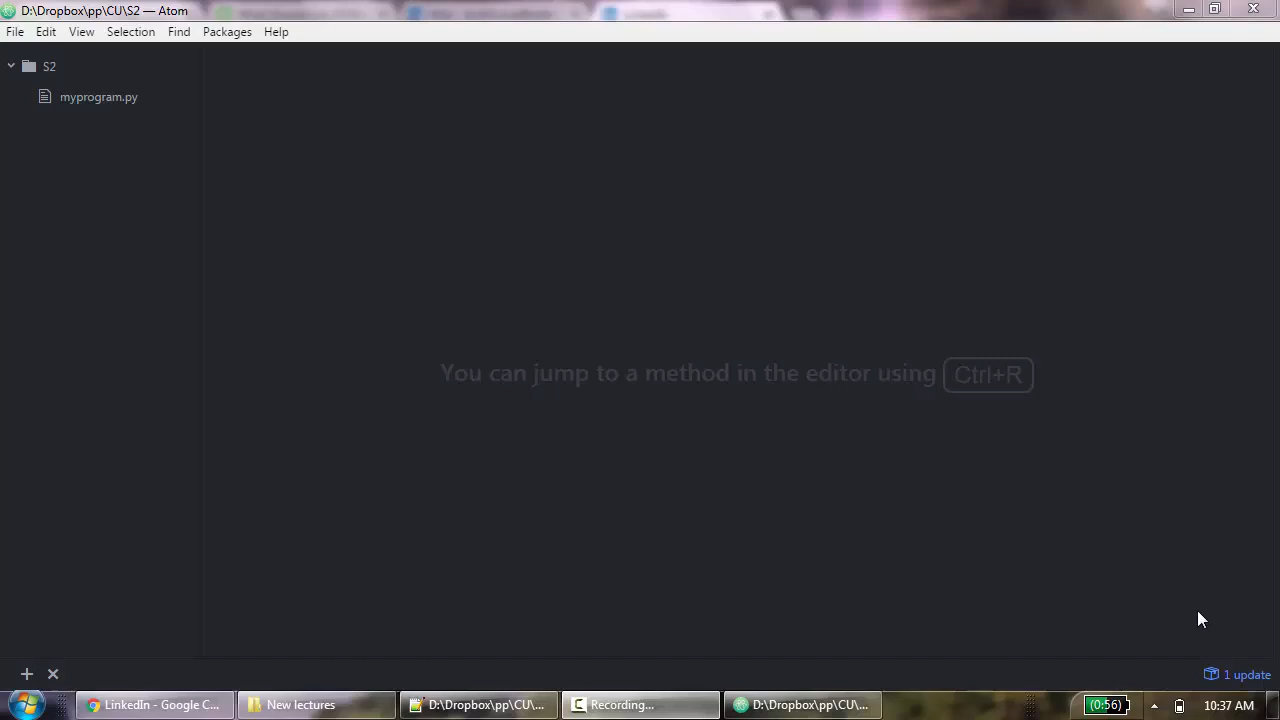 D:\Dropbox\pp\CU\S2 — Atom
File Edit View Selection Find Packages Help
S2
myprogram.py
You can jump to a method in the editor using Ctrl+R
1 update
LinkedIn - Google C...
New lectures
D:\Dropbox\pp\CU\...
Recording...
D:\Dropbox\pp\CU\...
(0:56)
10:37 AM